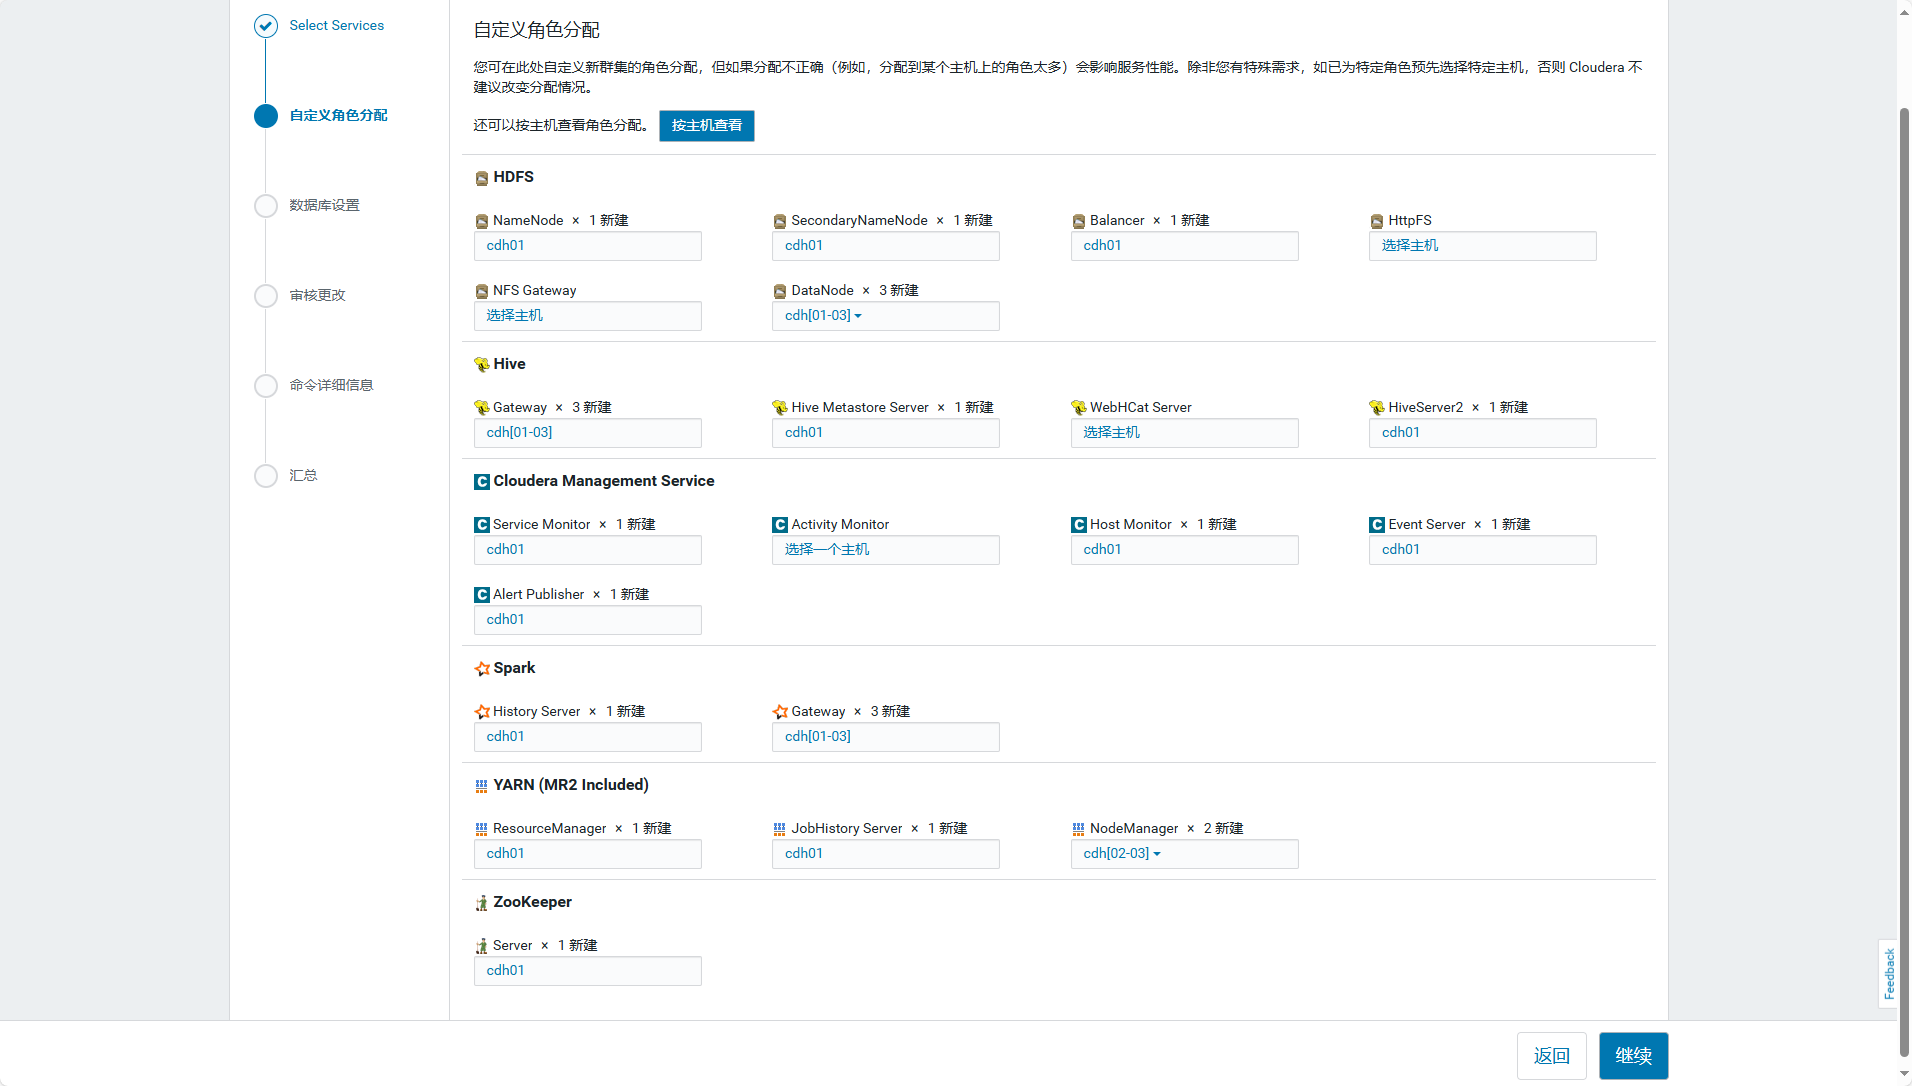 Select Services
自定义角色分配
数据库设置
审核更改
命令详细信息
汇总
自定义角色分配
您可在此处自定义新群集的角色分配，但如果分配不正确（例如，分配到某个主机上的角色太多）会影响服务性能。除非您有特殊需求，如已为特定角色预先选择特定主机，否则 Cloudera 不
建议改变分配情况。
还可以按主机查看角色分配。 按主机查看
HDFS
NameNode × 1 新建 SecondaryNameNode × 1 新建 Balancer × 1 新建 HttpFS
cdh01 cdh01 cdh01 选择主机
NFS Gateway DataNode × 3 新建
选择主机 cdh[01-03]
Hive
Gateway × 3 新建 Hive Metastore Server × 1 新建 WebHCat Server HiveServer2 × 1 新建
cdh[01-03] cdh01 选择主机 cdh01
C Cloudera Management Service
C Service Monitor × 1 新建 C Activity Monitor C Host Monitor × 1 新建 C Event Server × 1 新建
cdh01 选择一个主机 cdh01 cdh01
C Alert Publisher × 1 新建
cdh01
Spark
History Server × 1 新建 Gateway × 3 新建
cdh01 cdh[01-03]
YARN (MR2 Included)
ResourceManager × 1 新建 JobHistory Server × 1 新建 NodeManager × 2 新建
cdh01 cdh01 cdh[02-03]
ZooKeeper
Server × 1 新建
cdh01
Feedback
返回 继续